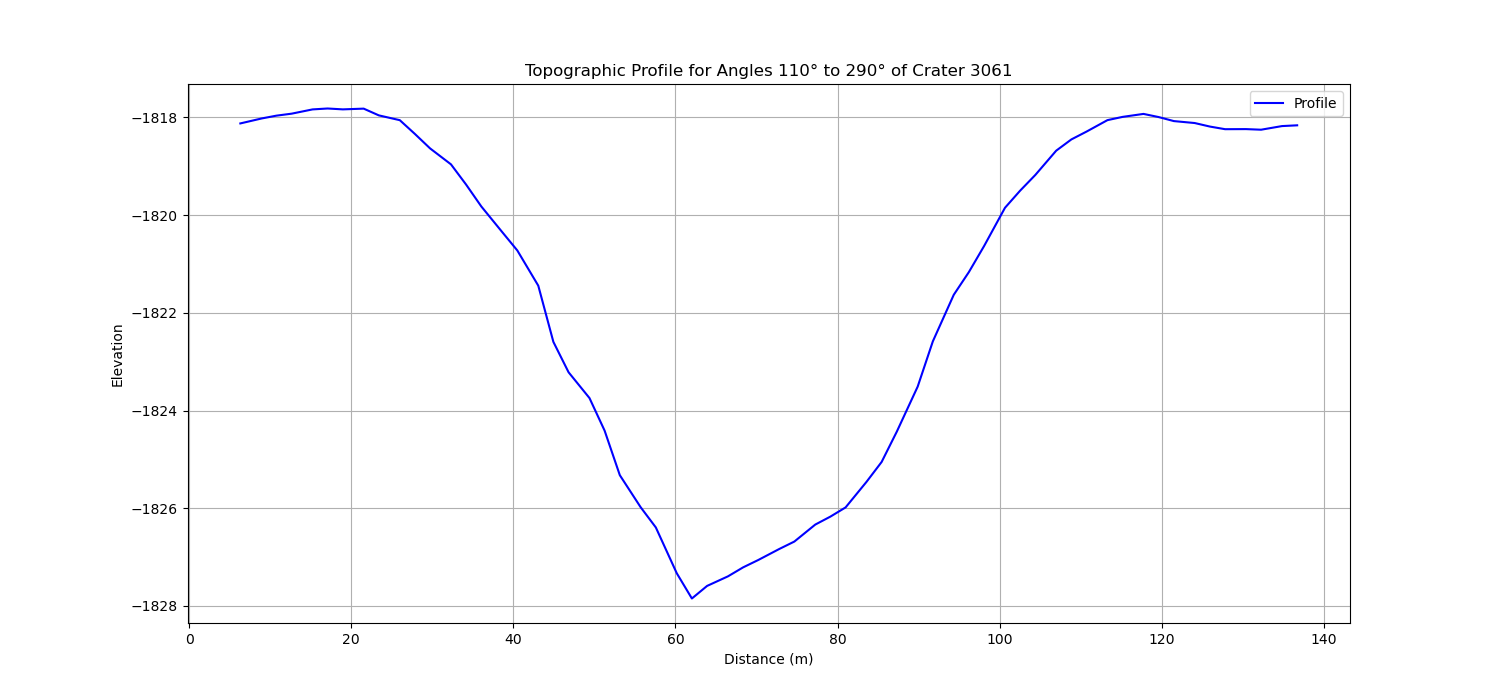 Topographic Profile for Angles 110° to 290° of Crater 3061
Profile
−1818
−1820
−1822
−1824
−1826
−1828
Elevation
0 20 40 60 80 100 120 140
Distance (m)